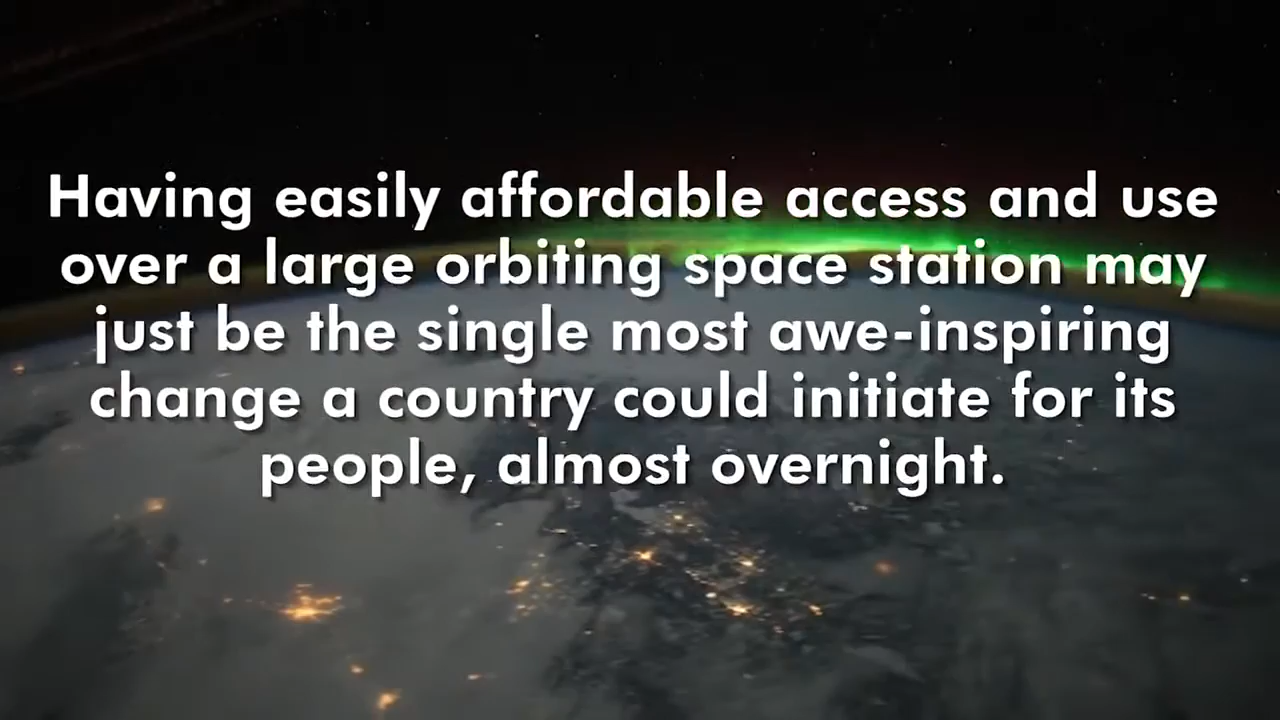 Having easily affordable access and use
over a large orbiting space station may
just be the single most awe-inspiring
change a country could initiate for its
people, almost overnight.